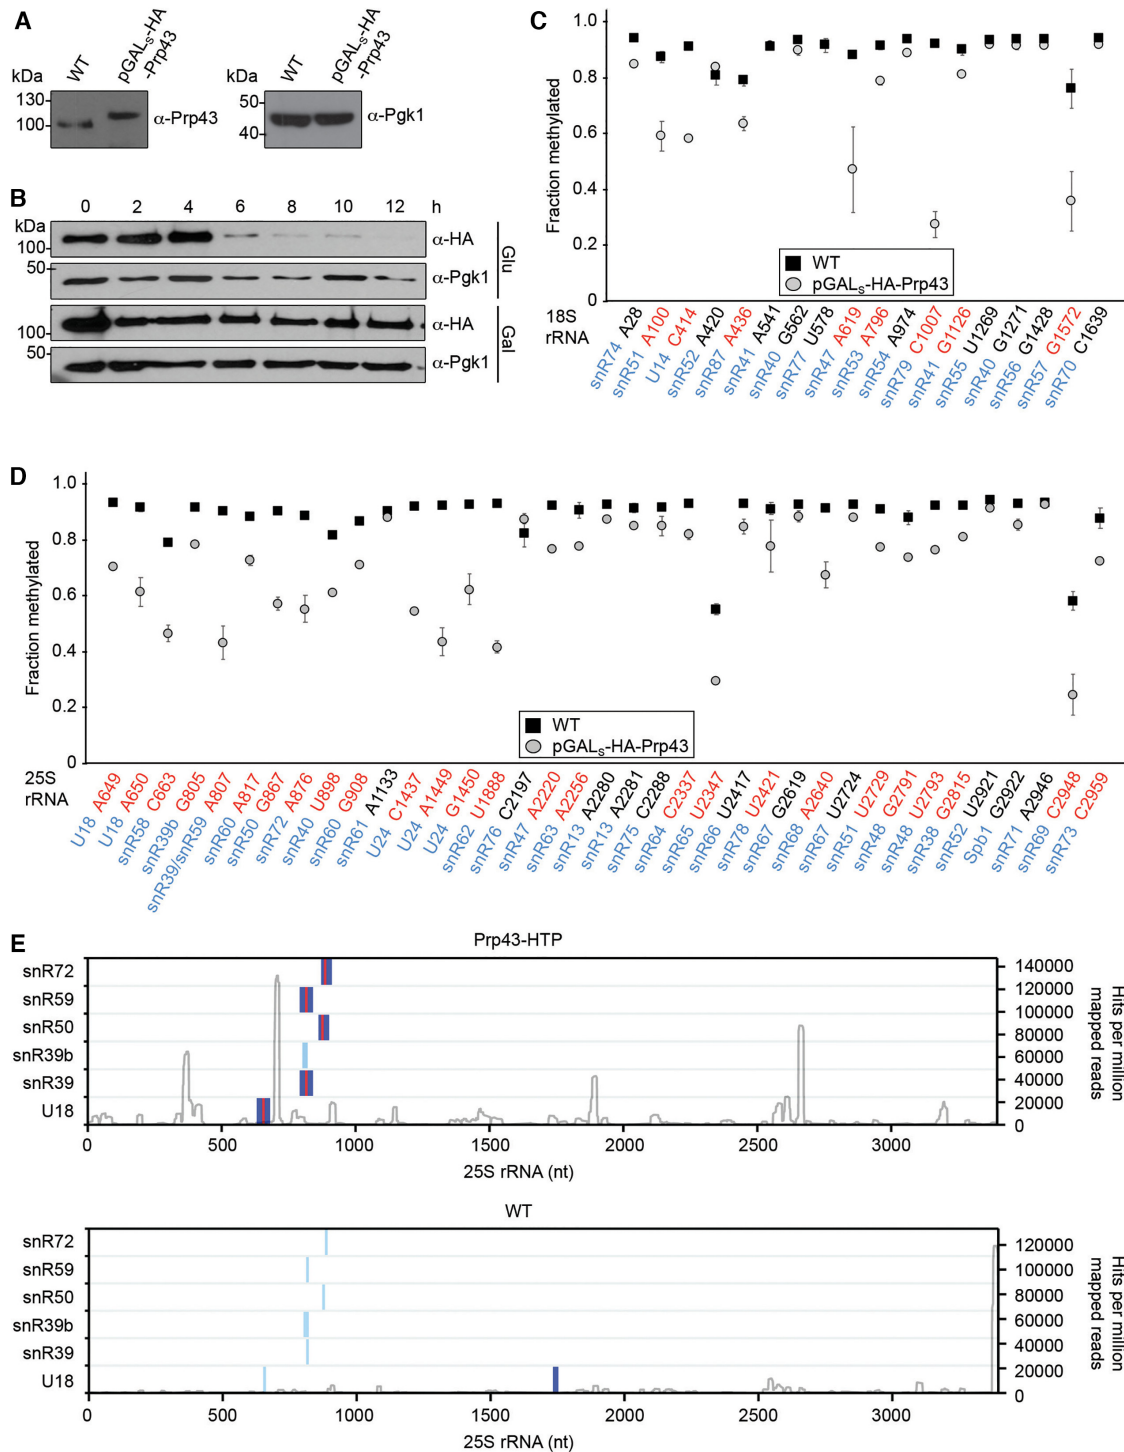 A
kDa
WT
pGALS-HA
-Prp43
130
100
α-Prp43
kDa
WT
pGALS-HA
-Prp43
50
40
α-Pgk1
B
0 2 4 6 8 10 12 h
kDa
100
α-HA
50
α-Pgk1
Glu
100
α-HA
50
α-Pgk1
Gal
C
Fraction methylated
1.0
0.8
0.6
0.4
0.2
0
WT
pGALS-HA-Prp43
18S
rRNA
snR74 A28
snR51 A100
U14 C414
snR52 A420
snR87 A436
snR41 A541
snR40 G562
snR77 U578
snR47 A619
snR53 A796
snR54 A974
snR79 C1007
snR41 G1126
snR55 U1269
snR40 G1271
snR56 G1428
snR57 G1572
snR70 C1639
D
Fraction methylated
1.0
0.8
0.6
0.4
0.2
0
WT
pGALS-HA-Prp43
25S
rRNA
U18 A649
U18 A650
snR58 C663
snR39b G805
snR39/snR59 A807
snR60 A817
snR50 G867
snR72 A876
snR40 U898
snR60 G908
snR61 A1133
U24 C1437
U24 A1449
U24 G1450
snR62 U1888
snR76 C2197
snR47 A2220
snR63 A2256
snR13 A2280
snR13 A2281
snR75 C2288
snR64 C2337
snR65 U2347
snR66 U2417
snR78 U2421
snR67 G2619
snR68 A2640
snR67 U2724
snR51 U2729
snR48 G2791
snR48 U2793
snR38 G2815
snR52 U2921
Spb1 G2922
snR71 A2946
snR69 C2948
snR73 C2959
E
Prp43-HTP
snR72
snR59
snR50
snR39b
snR39
U18
140000
120000
100000
80000
60000
40000
20000
0
Hits per million
mapped reads
0 500 1000 1500 2000 2500 3000
25S rRNA (nt)
WT
snR72
snR59
snR50
snR39b
snR39
U18
120000
100000
80000
60000
40000
20000
0
Hits per million
mapped reads
0 500 1000 1500 2000 2500 3000
25S rRNA (nt)